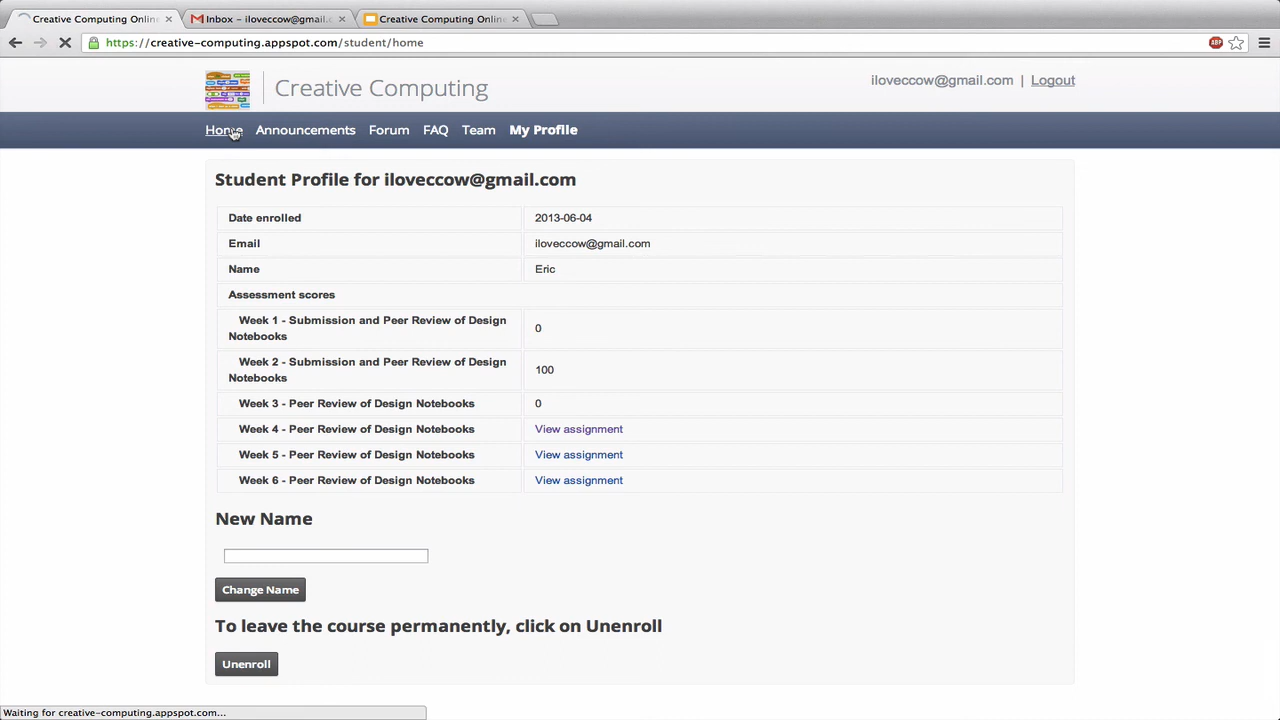 Creative Computing Onlin
Inbox – iloveccow@gmail.c
Creative Computing Onlin
https://creative-computing.appspot.com/student/home
ABP
Creative Computing
iloveccow@gmail.com | Logout
Home Announcements Forum FAQ Team My Profile
Student Profile for iloveccow@gmail.com
Date enrolled 2013-06-04
Email iloveccow@gmail.com
Name Eric
Assessment scores
Week 1 - Submission and Peer Review of Design
Notebooks
0
Week 2 - Submission and Peer Review of Design
Notebooks
100
Week 3 - Peer Review of Design Notebooks 0
Week 4 - Peer Review of Design Notebooks View assignment
Week 5 - Peer Review of Design Notebooks View assignment
Week 6 - Peer Review of Design Notebooks View assignment
New Name
Change Name
To leave the course permanently, click on Unenroll
Unenroll
Waiting for creative-computing.appspot.com...